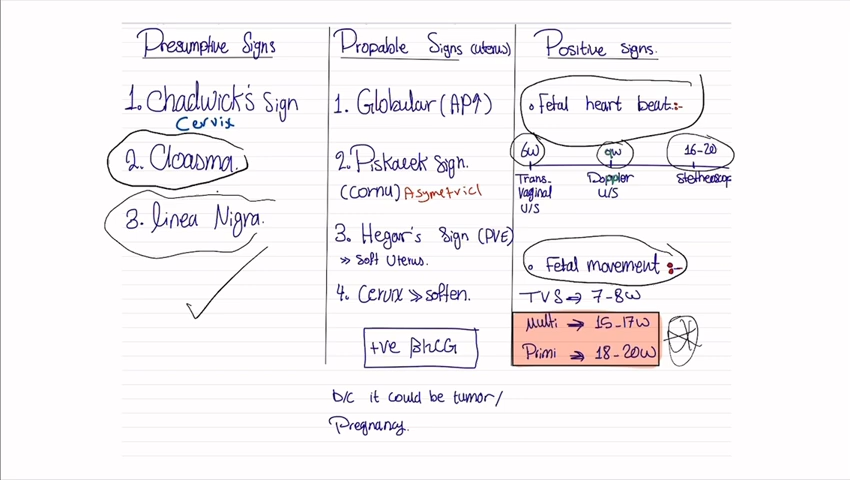 Presumptive Signs
1. Chadwick's Sign
Cervix
2. Cloasma.
3. linea Nigra.
Propable Signs (uterus)
1. Globular (AP↑)
2. Piskacek Sign.
(Cornu) Asymetricl
3. Hegar's Sign (PVE)
>> Soft Uterus.
4. Cervix >> soften.
+ve BhCG
b/c it could be tumor/
Pregnancy.
Positive signs.
• Fetal heart beat:-
6w 9w 16-20
Trans- Doppler Stethescop
vaginal U/S
U/S
• Fetal movement:-
TVS → 7-8w
Multi → 15-17w
Primi → 18-20w